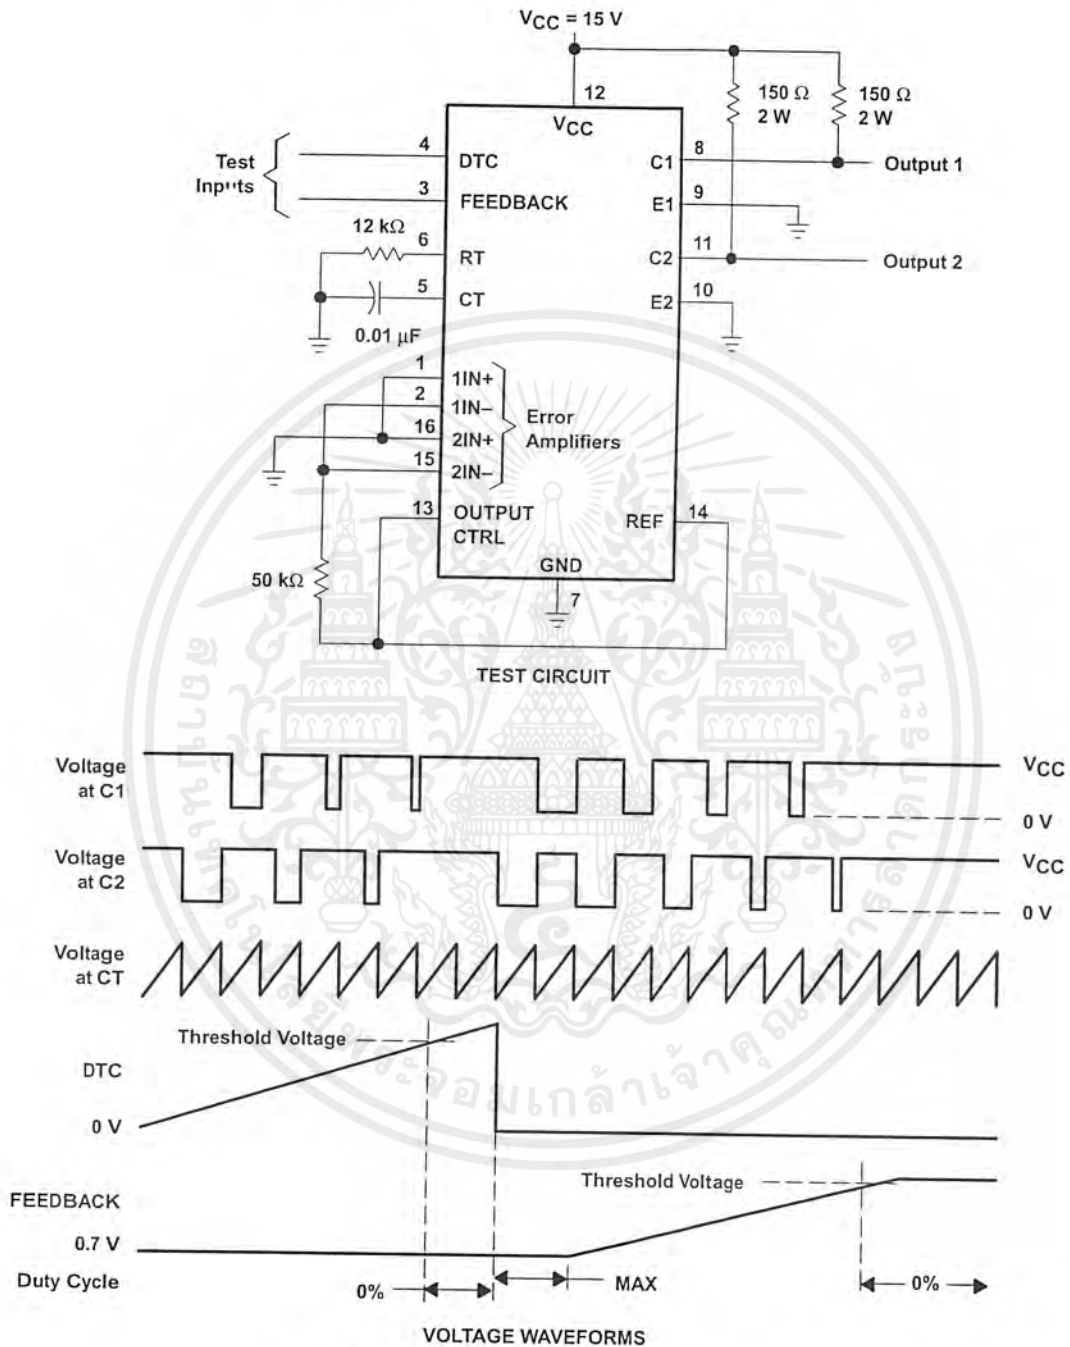 VCC = 15 V
12
VCC
150 Ω
2 W
150 Ω
2 W
Test
Inputs
4
DTC
3
FEEDBACK
12 kΩ
6
RT
5
CT
0.01 µF
C1
8
Output 1
E1
9
C2
11
Output 2
E2
10
1
1IN+
2
1IN–
16
2IN+
15
2IN–
Error
Amplifiers
13
OUTPUT
CTRL
REF
14
50 kΩ
GND
7
TEST CIRCUIT
Voltage
at C1
VCC
0 V
Voltage
at C2
VCC
0 V
Voltage
at CT
Threshold Voltage
DTC
0 V
Threshold Voltage
FEEDBACK
0.7 V
Duty Cycle
0%
MAX
0%
VOLTAGE WAVEFORMS